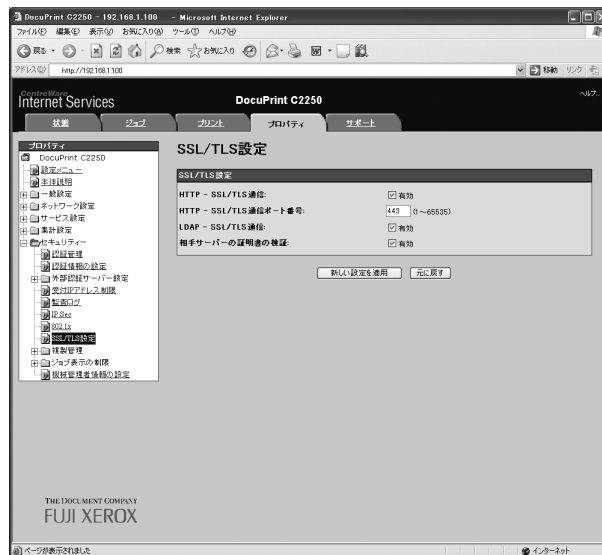 DocuPrint C2250 - 192.168.1.100 - Microsoft Internet Explorer
ファイル(F) 編集(E) 表示(V) お気に入り(A) ツール(T) ヘルプ(H)
戻る 検索 お気に入り
アドレス(D) http://192.168.1.100 移動 リンク
CentreWare
Internet Services
DocuPrint C2250
ヘルプ...
状態 ジョブ プリント プロパティ サポート
プロパティ
DocuPrint C2250
設定メニュー
本体説明
一般設定
ネットワーク設定
サービス設定
集計設定
セキュリティー
認証管理
認証情報の設定
外部認証サーバー設定
受付IPアドレス制限
監査ログ
IP Sec
802.1x
SSL/TLS設定
複製管理
ジョブ表示の制限
機械管理者情報の設定
SSL/TLS設定
SSL/TLS設定
HTTP - SSL/TLS通信: 有効
HTTP - SSL/TLS通信ポート番号: 443 (1～65535)
LDAP - SSL/TLS通信: 有効
相手サーバーの証明書の検証: 有効
新しい設定を適用 元に戻す
THE DOCUMENT COMPANY
FUJI XEROX
ページが表示されました インターネット